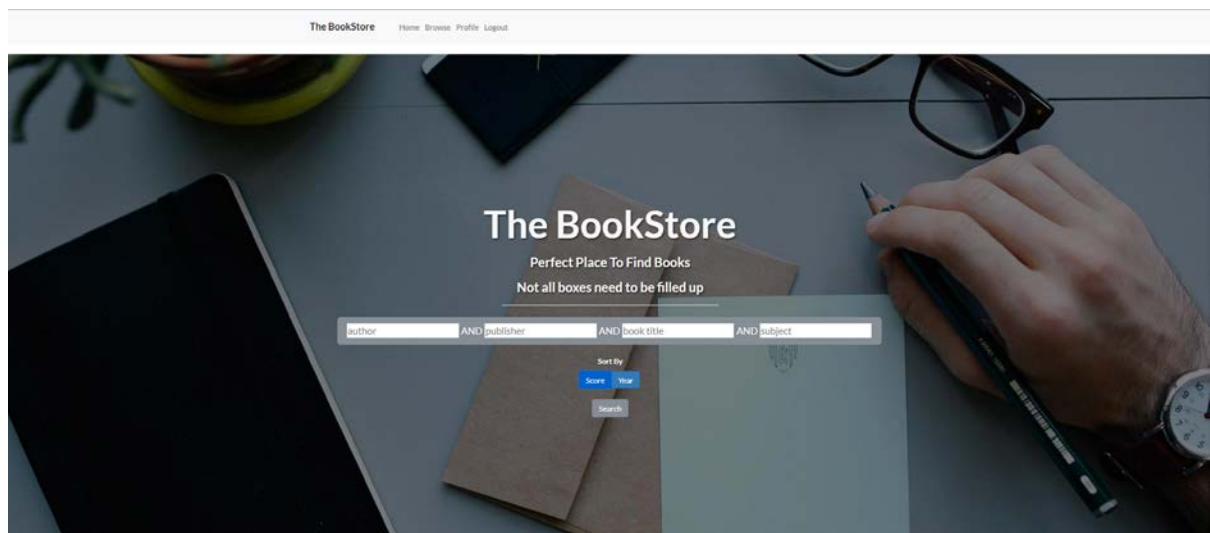 The BookStore Home Browse Profile Logout
The BookStore
Perfect Place To Find Books
Not all boxes need to be filled up
author AND publisher AND book title AND subject
Sort By
Score Year
Search